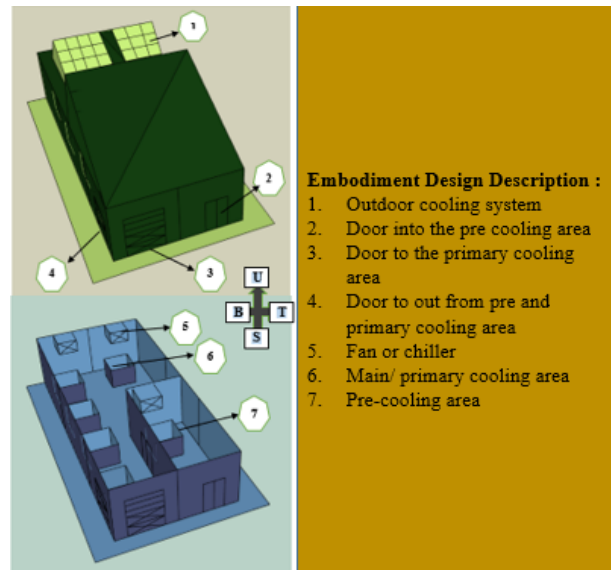 1
2
3
4
U
B T
S
5
6
7
Embodiment Design Description :
1. Outdoor cooling system
2. Door into the pre cooling area
3. Door to the primary cooling
area
4. Door to out from pre and
primary cooling area
5. Fan or chiller
6. Main/ primary cooling area
7. Pre-cooling area